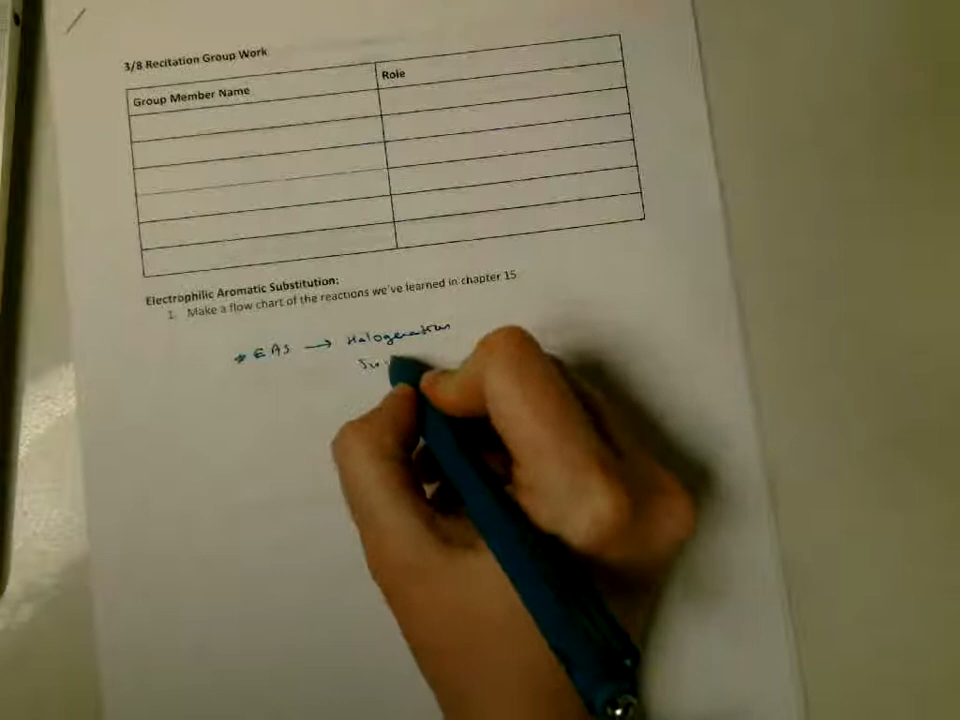 3/8 Recitation Group Work
Group Member Name Role
Electrophilic Aromatic Substitution:
1. Make a flow chart of the reactions we've learned in chapter 15
* EAS → Halogenation